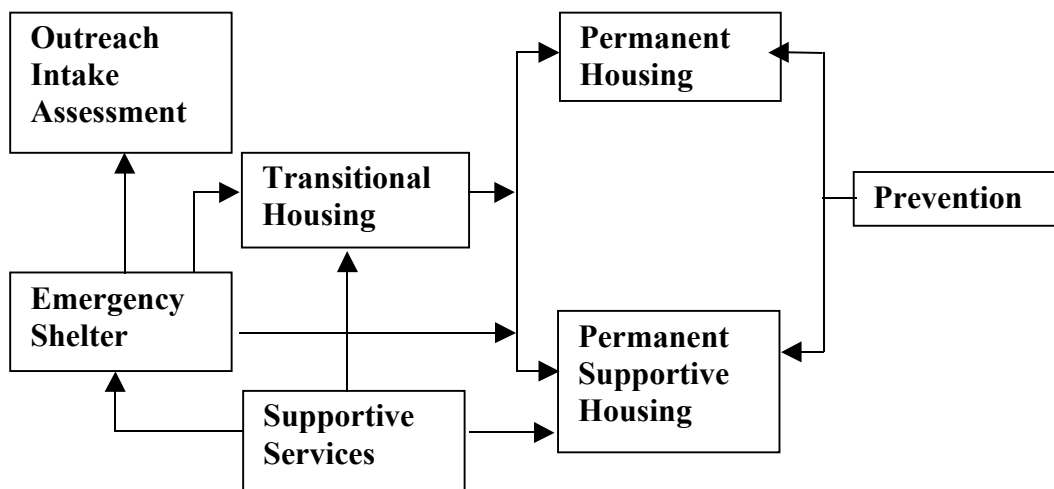 Outreach
Intake
Assessment
Permanent
Housing
Transitional
Housing
Prevention
Emergency
Shelter
Permanent
Supportive
Housing
Supportive
Services